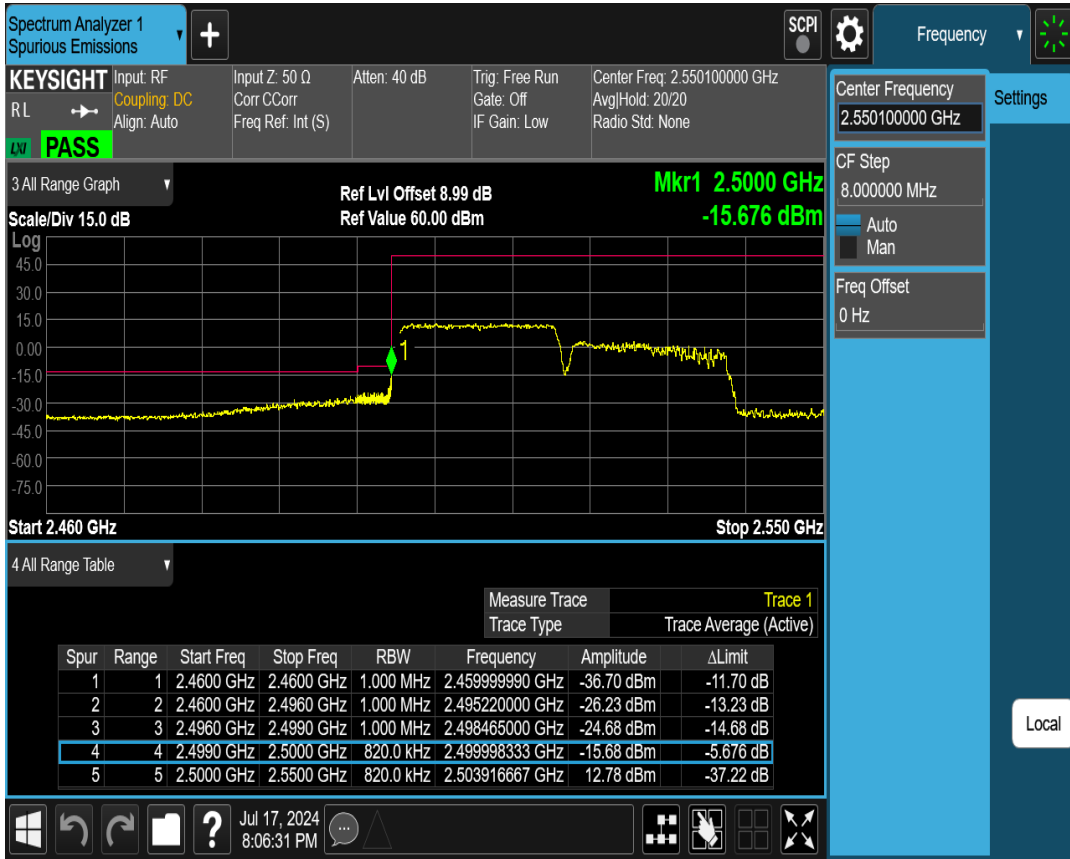 Spectrum Analyzer 1
Spurious Emissions
+
SCPI
Frequency
KEYSIGHT
RL
LXI
PASS
Input: RF
Coupling: DC
Align: Auto
Input Z: 50 Ω
Corr CCorr
Freq Ref: Int (S)
Atten: 40 dB
Trig: Free Run
Gate: Off
IF Gain: Low
Center Freq: 2.550100000 GHz
Avg|Hold: 20/20
Radio Std: None
Center Frequency
2.550100000 GHz
Settings
CF Step
8.000000 MHz
Auto
Man
Freq Offset
0 Hz
Local
3 All Range Graph
Scale/Div 15.0 dB
Ref Lvl Offset 8.99 dB
Ref Value 60.00 dBm
Mkr1 2.5000 GHz
-15.676 dBm
Log
45.0
30.0
15.0
0.00
-15.0
-30.0
-45.0
-60.0
-75.0
1
Start 2.460 GHz
Stop 2.550 GHz
4 All Range Table
Measure Trace Trace 1
Trace Type Trace Average (Active)
Spur Range Start Freq Stop Freq RBW Frequency Amplitude ΔLimit
1 1 2.4600 GHz 2.4600 GHz 1.000 MHz 2.459999990 GHz -36.70 dBm -11.70 dB
2 2 2.4600 GHz 2.4960 GHz 1.000 MHz 2.495220000 GHz -26.23 dBm -13.23 dB
3 3 2.4960 GHz 2.4990 GHz 1.000 MHz 2.498465000 GHz -24.68 dBm -14.68 dB
4 4 2.4990 GHz 2.5000 GHz 820.0 kHz 2.499998333 GHz -15.68 dBm -5.676 dB
5 5 2.5000 GHz 2.5500 GHz 820.0 kHz 2.503916667 GHz 12.78 dBm -37.22 dB
?
Jul 17, 2024
8:06:31 PM